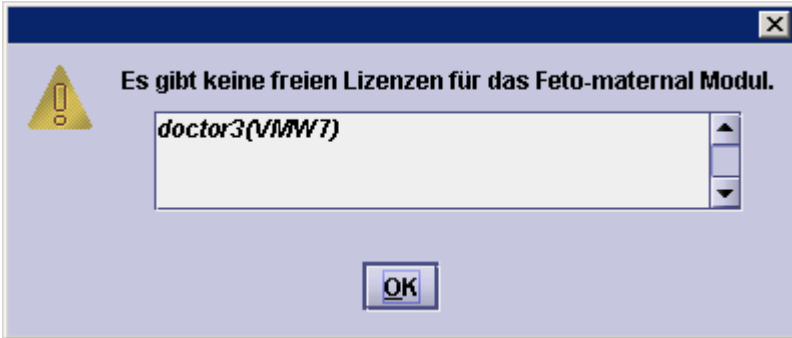 Es gibt keine freien Lizenzen für das Feto-maternal Modul.
doctor3(VMW7)
OK